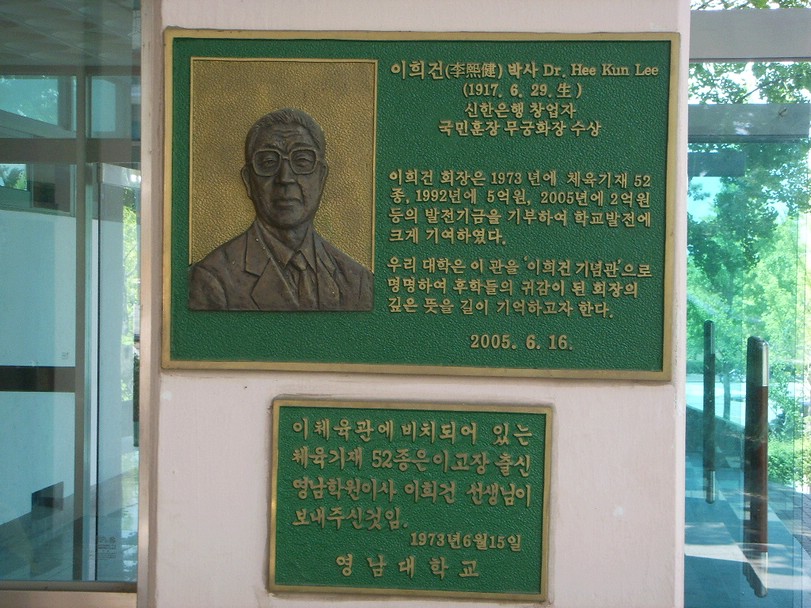 이희건(李熙健) 박사 Dr. Hee Kun Lee
(1917. 6. 29. 生)
신한은행 창업자
국민훈장 무궁화장 수상
이희건 회장은 1973년에 체육기재 52
종, 1992년에 5억원, 2005년에 2억원
등의 발전기금을 기부하여 학교발전에
크게 기여하였다.
우리 대학은 이 관을 '이희건 기념관'으로
명명하여 후학들의 귀감이 된 회장의
깊은 뜻을 길이 기억하고자 한다.
2005. 6. 16.
이 체육관에 비치되어 있는
체육기재 52종은 이 고장 출신
영남학원이사 이희건 선생님이
보내주신것임.
1973년6월15일
영남대학교